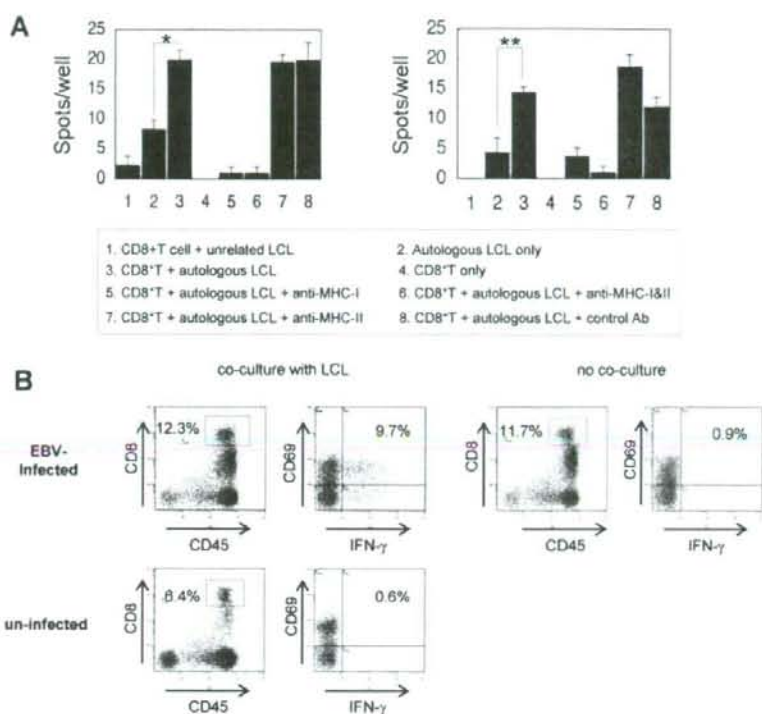 A
25
20
15
10
5
0
Spots/well
*
1 2 3 4 5 6 7 8
25
20
15
10
5
0
Spots/well
**
1 2 3 4 5 6 7 8
1. CD8+T cell + unrelated LCL
2. Autologous LCL only
3. CD8+T + autologous LCL
4. CD8+T only
5. CD8+T + autologous LCL + anti-MHC-I
6. CD8+T + autologous LCL + anti-MHC-I&II
7. CD8+T + autologous LCL + anti-MHC-II
8. CD8+T + autologous LCL + control Ab
B
co-culture with LCL
no co-culture
EBV-
Infected
12.3%
CD8
CD45
9.7%
CD69
IFN-γ
11.7%
CD8
CD45
0.9%
CD69
IFN-γ
un-infected
CD8
CD45
0.6%
CD69
IFN-γ